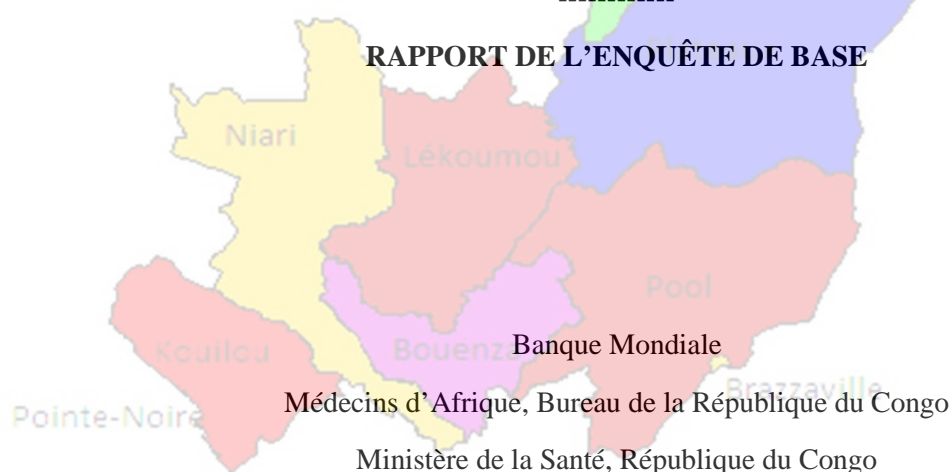 RAPPORT DE L’ENQUÊTE DE BASE
Niari
Lékoumou
Pool
Kouilou
Bouenza
Banque Mondiale
Brazzaville
Pointe-Noire
Médecins d’Afrique, Bureau de la République du Congo
Ministère de la Santé, République du Congo